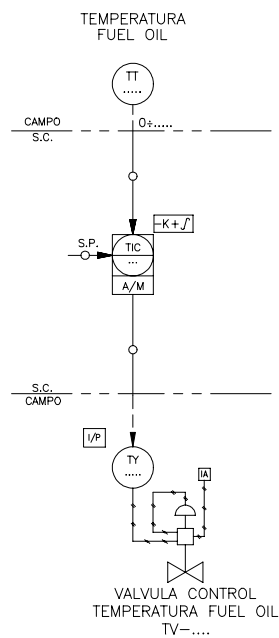 TEMPERATURA
FUEL OIL
TT
.....
CAMPO
S.C.
0÷.....
-K+∫
S.P.
TIC
...
A/M
S.C.
CAMPO
I/P
TY
.....
IA
VALVULA CONTROL
TEMPERATURA FUEL OIL
TV-....